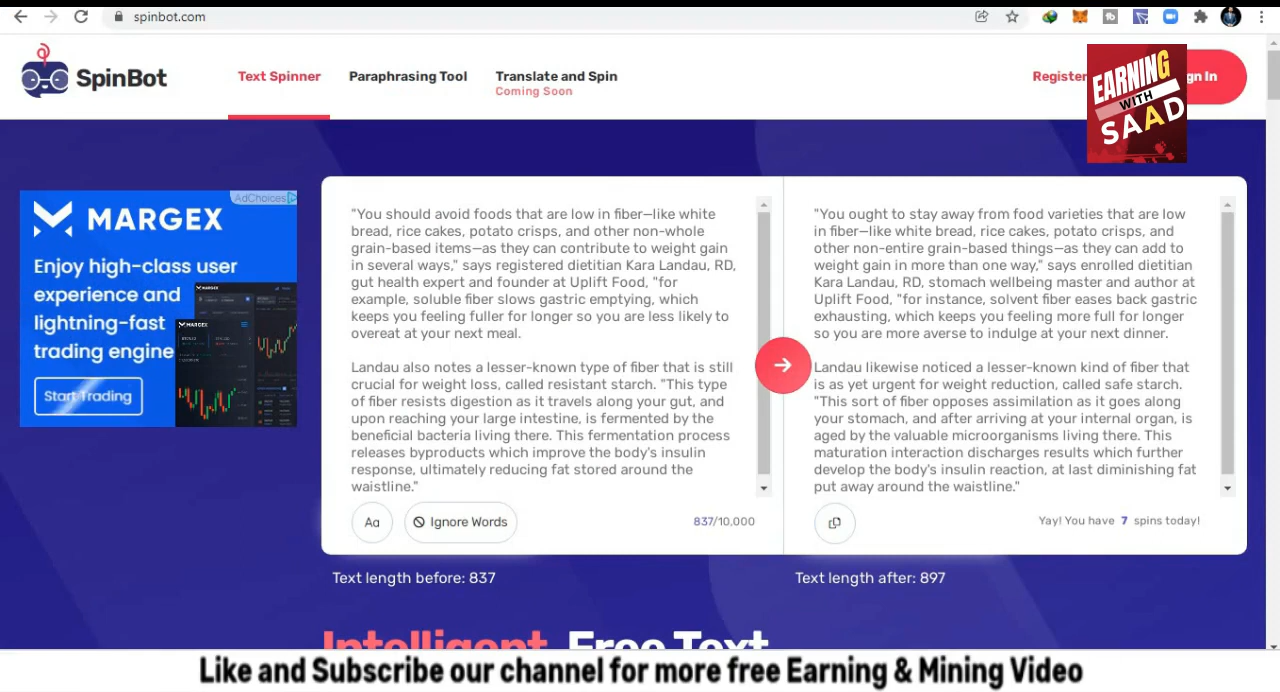 spinbot.com
SpinBot
Text Spinner
Paraphrasing Tool
Translate and Spin
Coming Soon
Register
gn In
EARNING
WITH
SAAD
AdChoices
MARGEX
Enjoy high-class user
experience and
lightning-fast
trading engine
Start Trading
MARGEX
MARGEX
"You should avoid foods that are low in fiber—like white
bread, rice cakes, potato crisps, and other non-whole
grain-based items—as they can contribute to weight gain
in several ways," says registered dietitian Kara Landau, RD,
gut health expert and founder at Uplift Food, "for
example, soluble fiber slows gastric emptying, which
keeps you feeling fuller for longer so you are less likely to
overeat at your next meal.
Landau also notes a lesser-known type of fiber that is still
crucial for weight loss, called resistant starch. "This type
of fiber resists digestion as it travels along your gut, and
upon reaching your large intestine, is fermented by the
beneficial bacteria living there. This fermentation process
releases byproducts which improve the body's insulin
response, ultimately reducing fat stored around the
waistline."
Aa
Ignore Words
837/10,000
"You ought to stay away from food varieties that are low
in fiber—like white bread, rice cakes, potato crisps, and
other non-entire grain-based things—as they can add to
weight gain in more than one way," says enrolled dietitian
Kara Landau, RD, stomach wellbeing master and author at
Uplift Food, "for instance, solvent fiber eases back gastric
exhausting, which keeps you feeling more full for longer
so you are more averse to indulge at your next dinner.
Landau likewise noticed a lesser-known kind of fiber that
is as yet urgent for weight reduction, called safe starch.
"This sort of fiber opposes assimilation as it goes along
your stomach, and after arriving at your internal organ, is
aged by the valuable microorganisms living there. This
maturation interaction discharges results which further
develop the body's insulin reaction, at last diminishing fat
put away around the waistline."
Yay! You have 7 spins today!
Text length before: 837
Text length after: 897
Intelligent Free Text
Like and Subscribe our channel for more free Earning & Mining Video